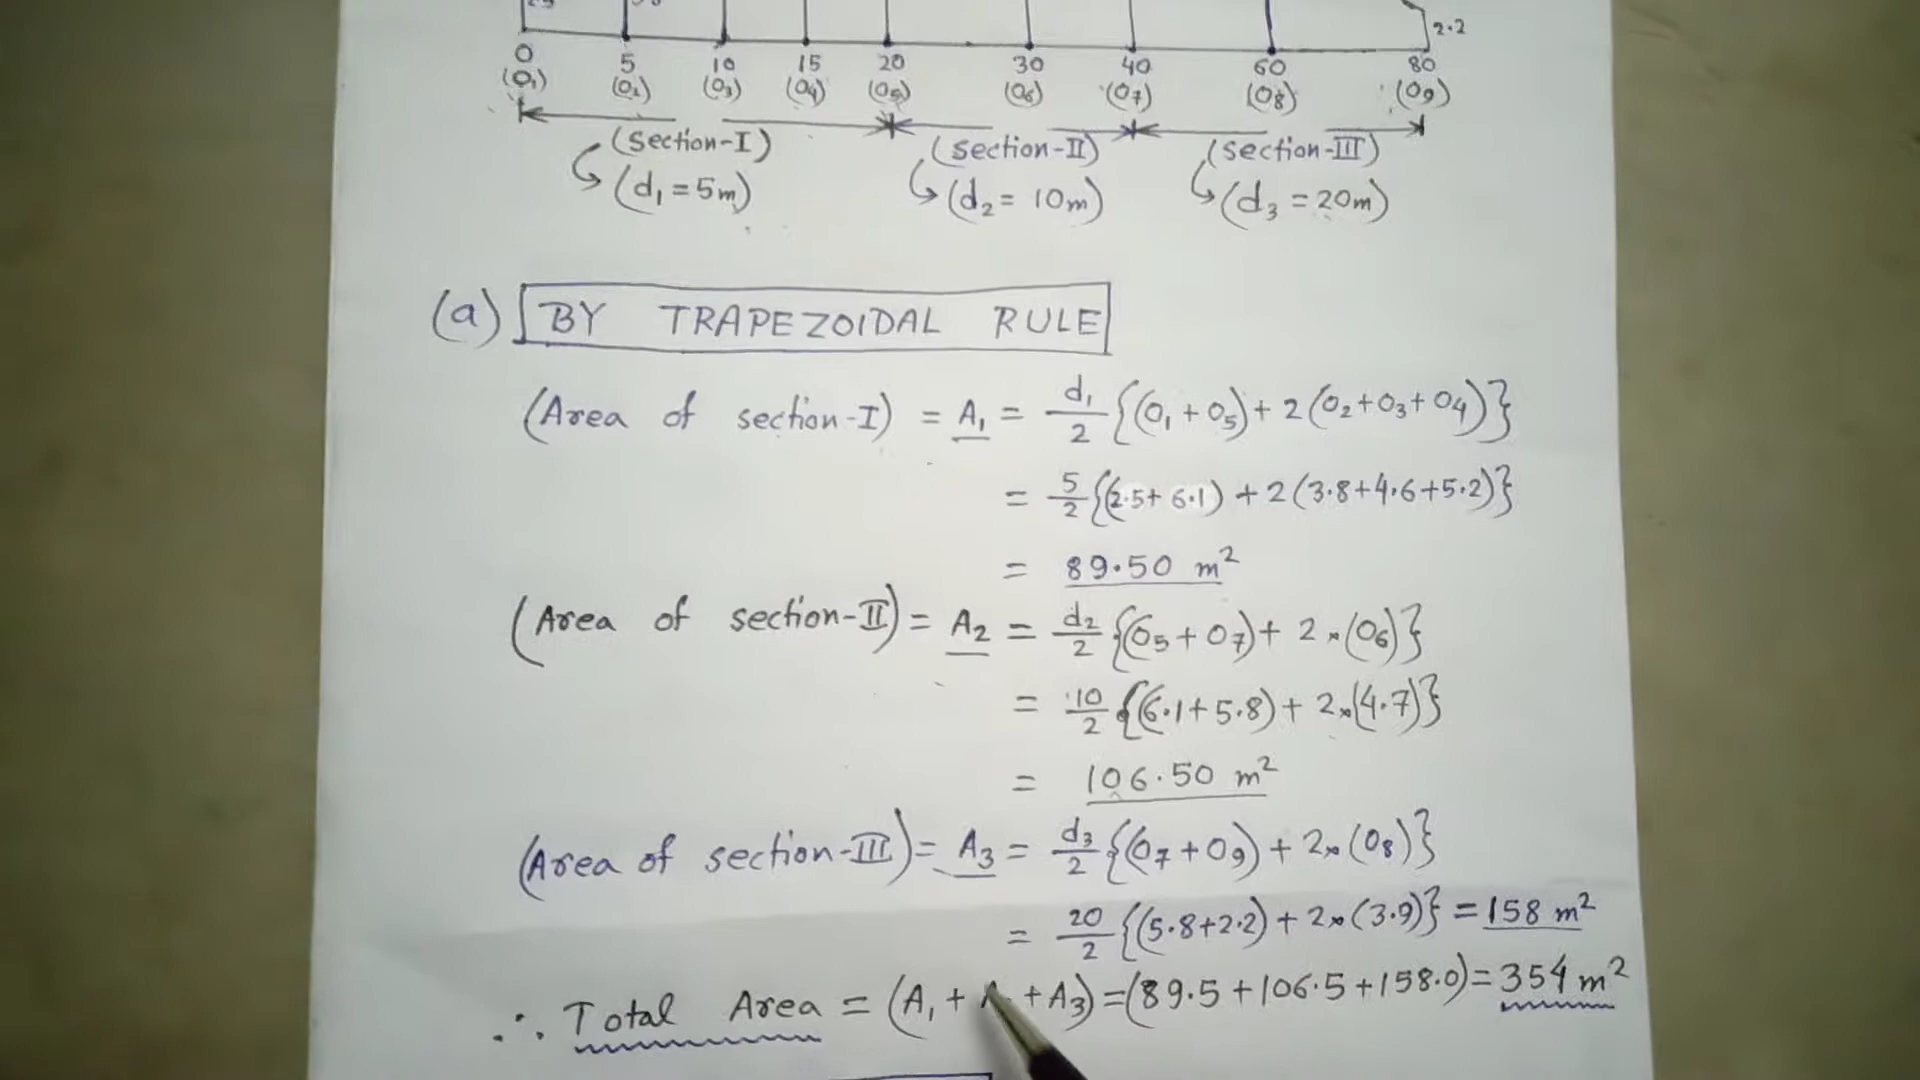 2.2
0 5 10 15 20 30 40 60 80
(O1) (O2) (O3) (O4) (O5) (O6) (O7) (O8) (O9)
(section-I) (section-II) (section-III)
(d1 = 5m) (d2 = 10m) (d3 = 20m)
(a) BY TRAPEZOIDAL RULE
(Area of section-I) = A1 = d1/2 {(O1 + O5) + 2 (O2+O3+O4)}
= 5/2 {(2.5+ 6.1) + 2 (3.8+4.6+5.2)}
= 89.50 m²
(Area of section-II) = A2 = d2/2 {(O5 + O7) + 2 × (O6)}
= 10/2 {(6.1+5.8) + 2×(4.7)}
= 106.50 m²
(Area of section-III) = A3 = d3/2 {(O7 + O9) + 2× (O8)}
= 20/2 {(5.8+2.2) + 2× (3.9)} = 158 m²
∴ Total Area = (A1 + + A3) = (89.5 + 106.5 + 158.0) = 354 m²